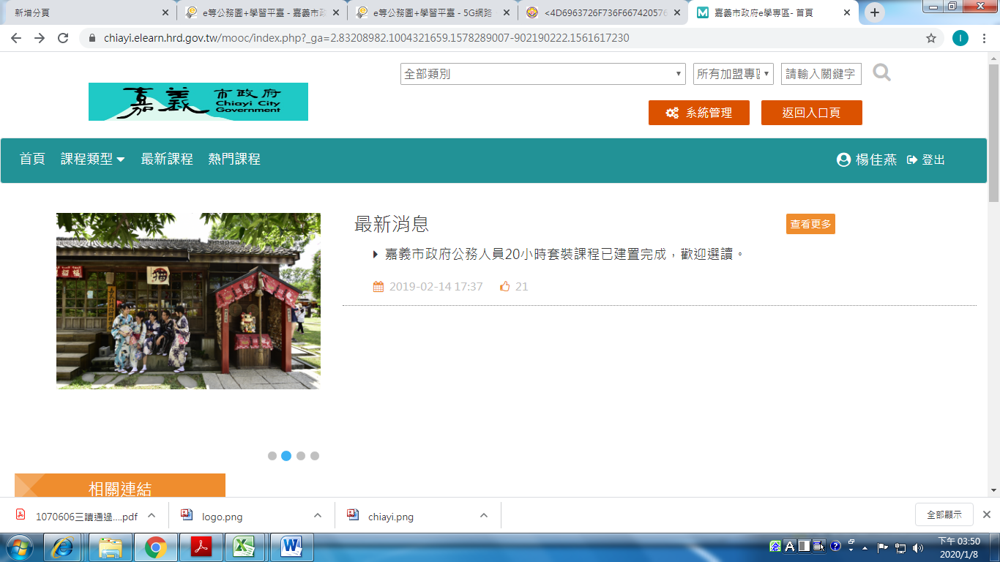 新增分頁
e等公務園+學習平臺 - 嘉義市政
e等公務園+學習平臺 - 5G網路
<4D6963726F736F667420576
嘉義市政府e學專區- 首頁
chiayi.elearn.hrd.gov.tw/mooc/index.php?_ga=2.83208982.1004321659.1578289007-902190222.1561617230
I
全部類別
所有加盟專區
請輸入關鍵字
嘉義市政府
Chiayi City
Government
系統管理
返回入口頁
首頁
課程類型
最新課程
熱門課程
楊佳燕
登出
最新消息
查看更多
嘉義市政府公務人員20小時套裝課程已建置完成，歡迎選讀。
2019-02-14 17:37
21
相關連結
1070606三讀通過....pdf
logo.png
chiayi.png
全部顯示
下午 03:50
2020/1/8